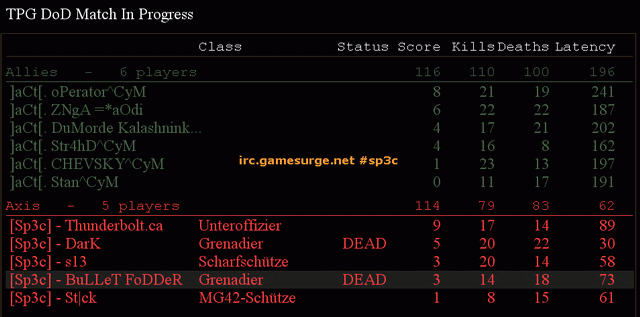 TPG DoD Match In Progress
Class Status Score Kills Deaths Latency
Allies - 6 players 116 110 100 196
]aCt[. oPerator^CyM 8 21 19 241
]aCt[. ZNgA =*aOdi 6 22 22 187
]aCt[. DuMorde Kalashnink... 4 17 21 202
]aCt[. Str4hD^CyM 4 16 8 162
]aCt[. CHEVSKY^CyM 1 23 13 197
]aCt[. Stan^CyM 0 11 17 191
irc.gamesurge.net #sp3c
Axis - 5 players 114 79 83 62
[Sp3c] - Thunderbolt.ca Unteroffizier 9 17 14 89
[Sp3c] - DarK Grenadier DEAD 5 20 22 30
[Sp3c] - s13 Scharfschütze 3 20 14 58
[Sp3c] - BuLLeT FoDDeR Grenadier DEAD 3 14 18 73
[Sp3c] - St|ck MG42-Schütze 1 8 15 61